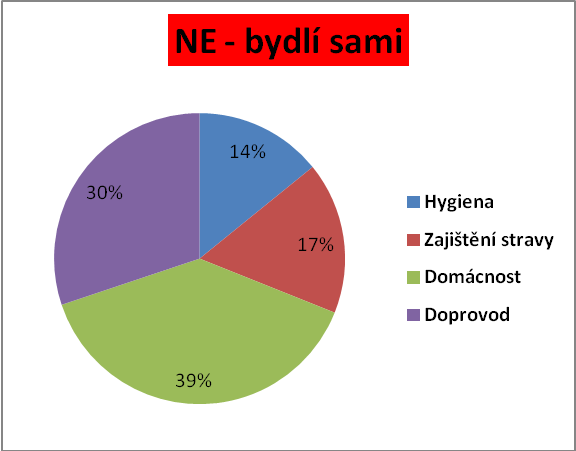 NE - bydlí sami
14%
30%
17%
39%
Hygiena
Zajištění stravy
Domácnost
Doprovod